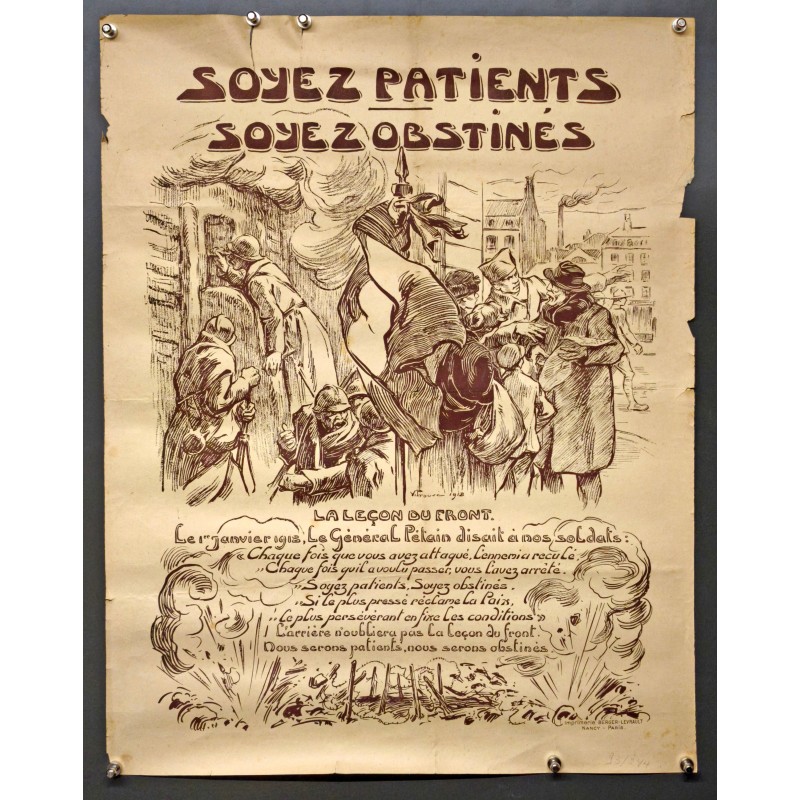 SOYEZ PATIENTS
SOYEZ OBSTINÉS
1918
LA LEÇON DU FRONT.
Le 1er janvier 1918, Le Général Pétain disait à nos soldats:
« Chaque fois que vous avez attaqué, L'ennemi a reculé.
,, Chaque fois qu'il a voulu passer, vous l'avez arrêté.
,, Soyez patients, Soyez obstinés.
,, Si le plus pressé réclame la Paix,
,, Le plus persévérant en fixe les conditions »
L'arrière n'oubliera pas la leçon du front.
Nous serons patients, nous serons obstinés
Imprimerie BERGER-LEVRAULT
NANCY - PARIS.